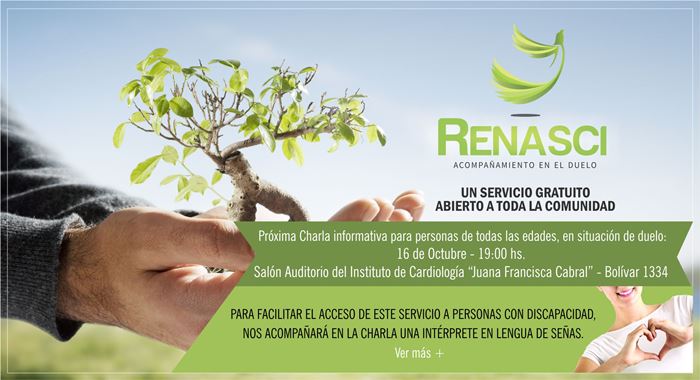 RENASCI
ACOMPAÑAMIENTO EN EL DUELO
UN SERVICIO GRATUITO
ABIERTO A TODA LA COMUNIDAD
Próxima Charla informativa para personas de todas las edades, en situación de duelo:
16 de Octubre - 19:00 hs.
Salón Auditorio del Instituto de Cardiología “Juana Francisca Cabral” - Bolívar 1334
PARA FACILITAR EL ACCESO DE ESTE SERVICIO A PERSONAS CON DISCAPACIDAD,
NOS ACOMPAÑARÁ EN LA CHARLA UNA INTÉRPRETE EN LENGUA DE SEÑAS.
Ver más +